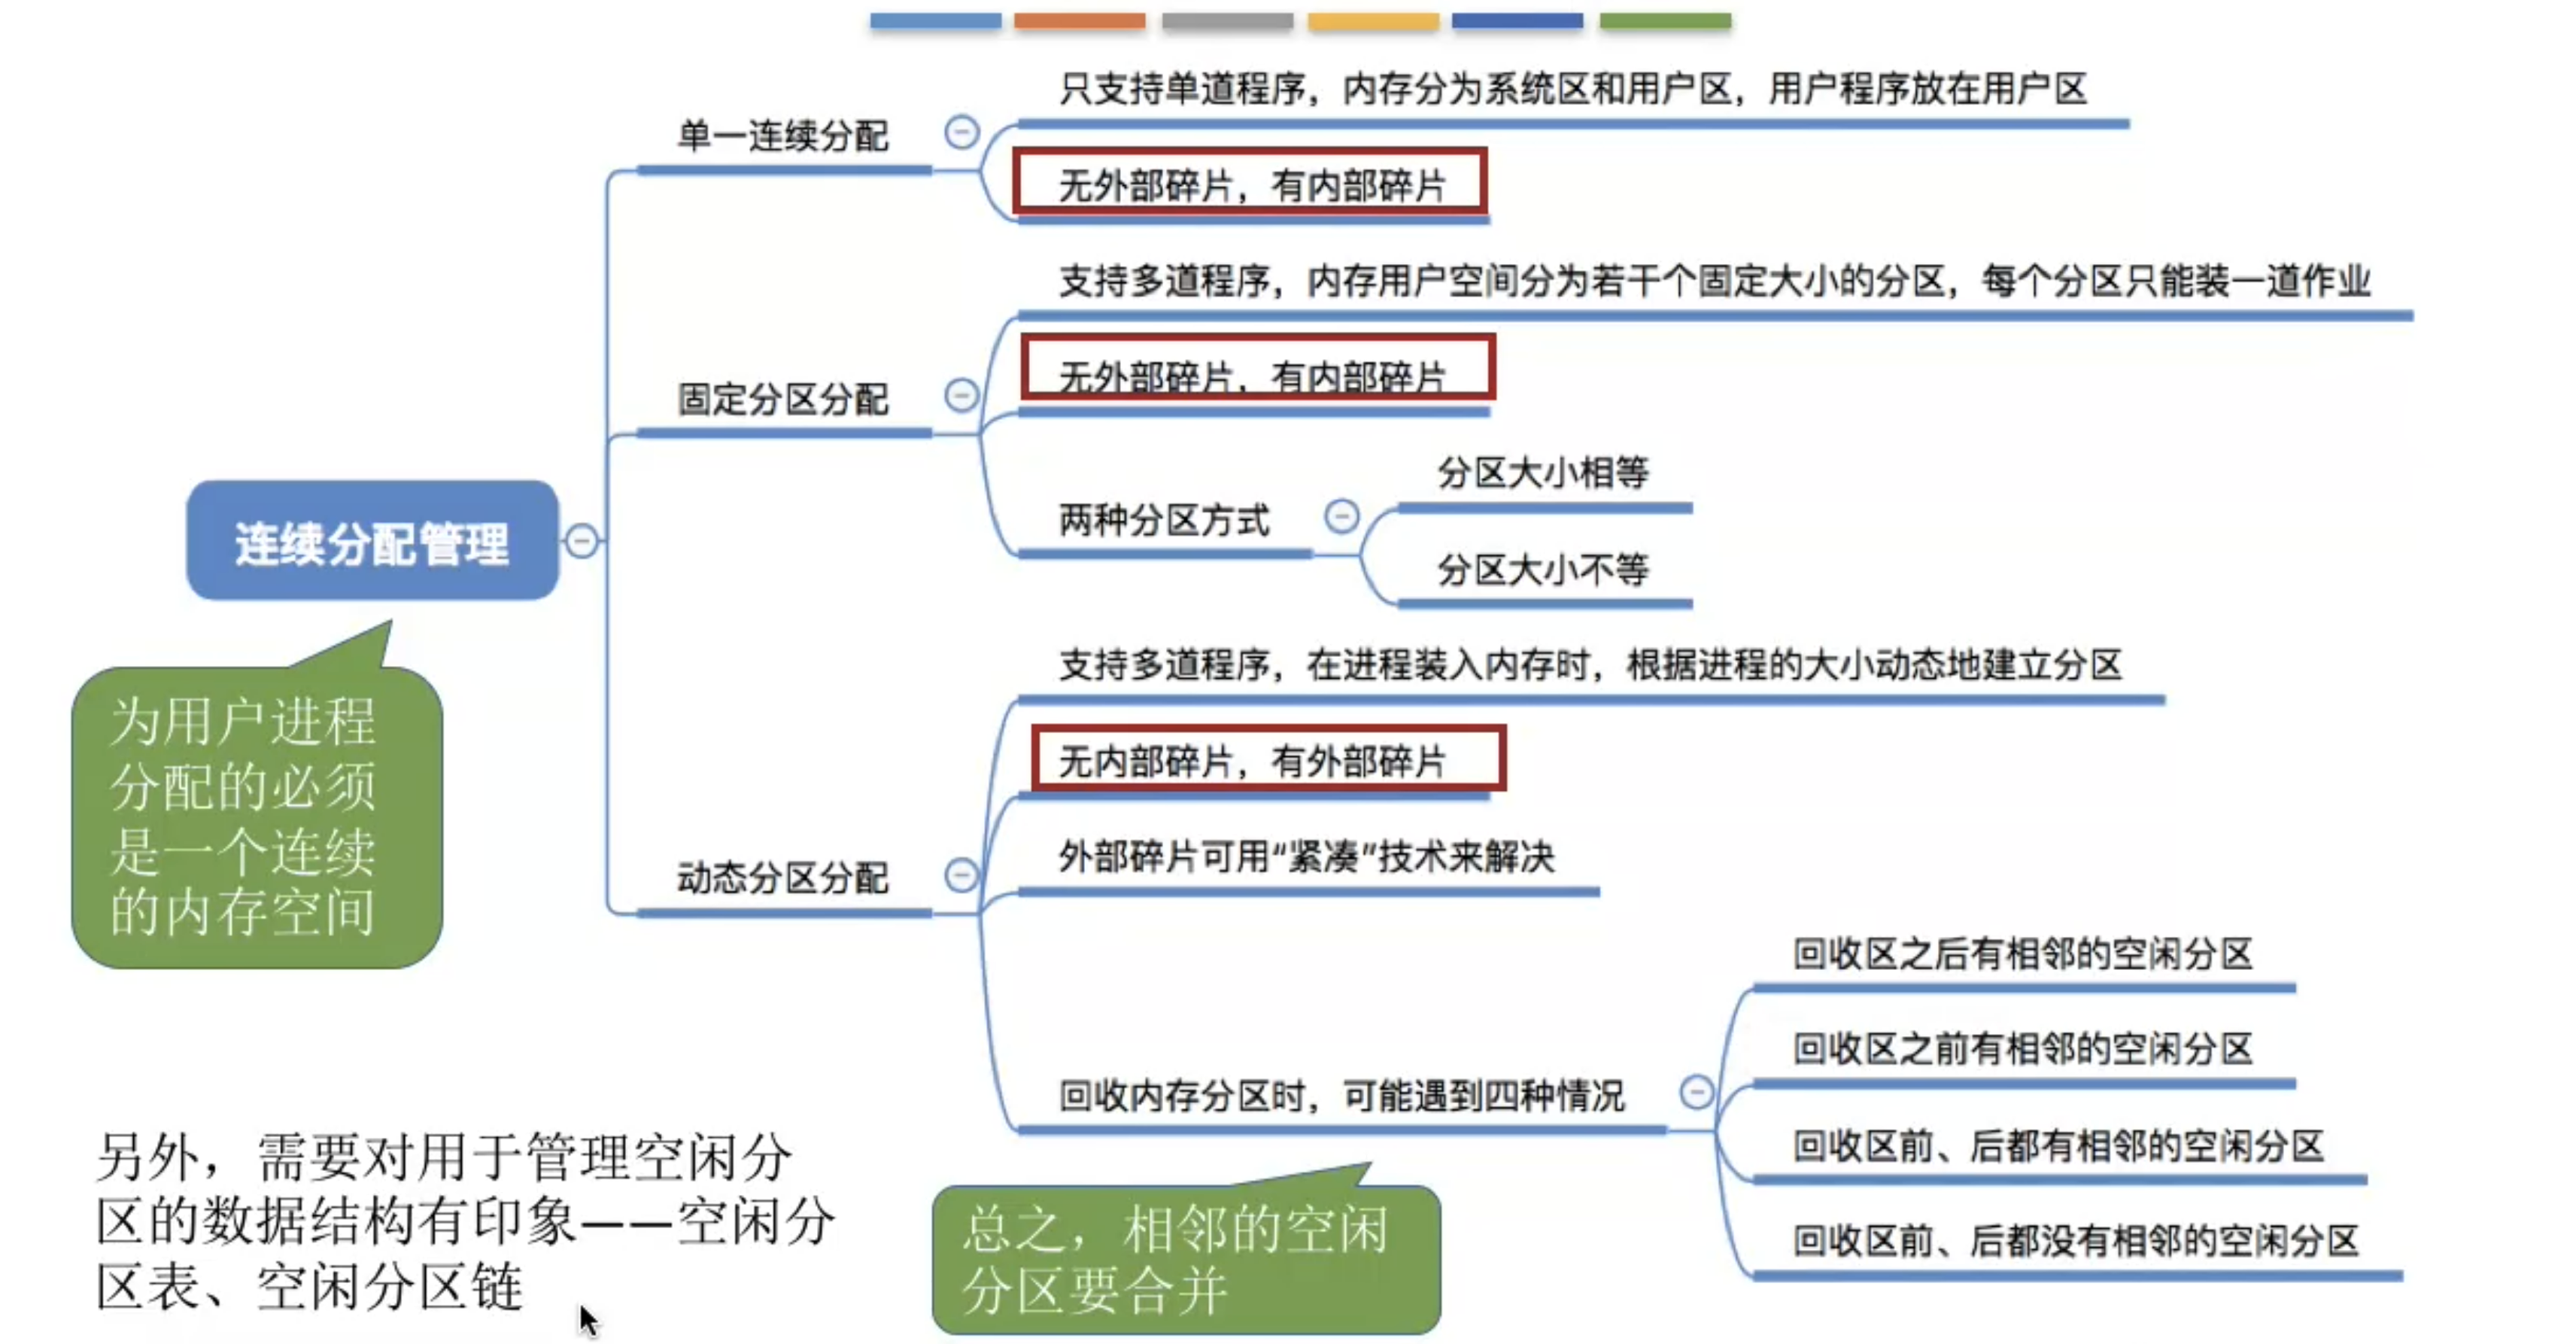 只支持单道程序，内存分为系统区和用户区，用户程序放在用户区
单一连续分配
无外部碎片，有内部碎片
支持多道程序，内存用户空间分为若干个固定大小的分区，每个分区只能装一道作业
固定分区分配
无外部碎片，有内部碎片
两种分区方式
分区大小相等
分区大小不等
连续分配管理
为用户进程
分配的必须
是一个连续
的内存空间
支持多道程序，在进程装入内存时，根据进程的大小动态地建立分区
无内部碎片，有外部碎片
动态分区分配
外部碎片可用“紧凑”技术来解决
回收内存分区时，可能遇到四种情况
回收区之后有相邻的空闲分区
回收区之前有相邻的空闲分区
回收区前、后都有相邻的空闲分区
回收区前、后都没有相邻的空闲分区
总之，相邻的空闲
分区要合并
另外，需要对用于管理空闲分
区的数据结构有印象——空闲分
区表、空闲分区链